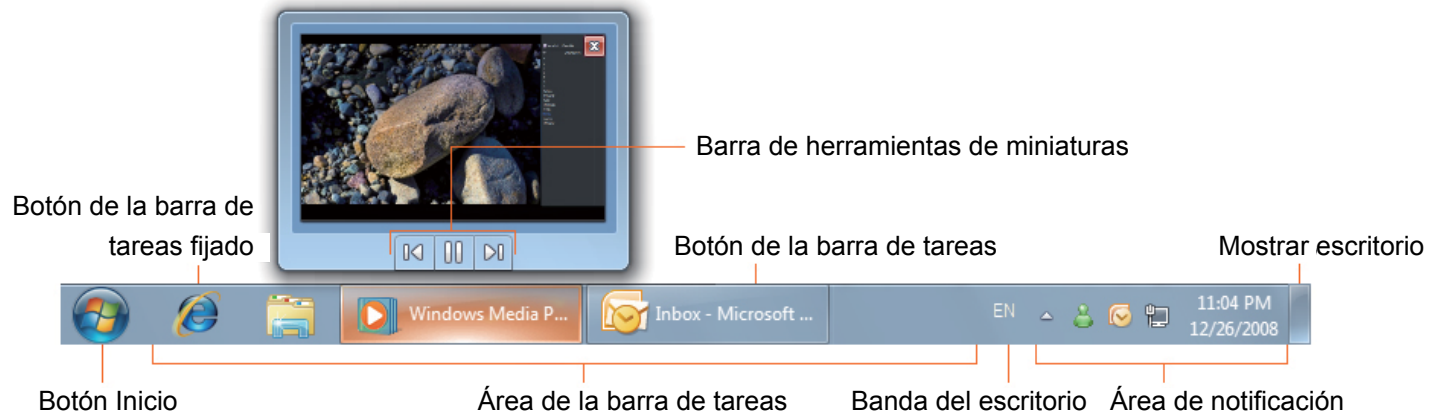 Barra de herramientas de miniaturas
Botón de la barra de
tareas fijado
Botón de la barra de tareas
Mostrar escritorio
Windows Media P...
Inbox - Microsoft ...
EN
11:04 PM
12/26/2008
Botón Inicio
Área de la barra de tareas
Banda del escritorio
Área de notificación